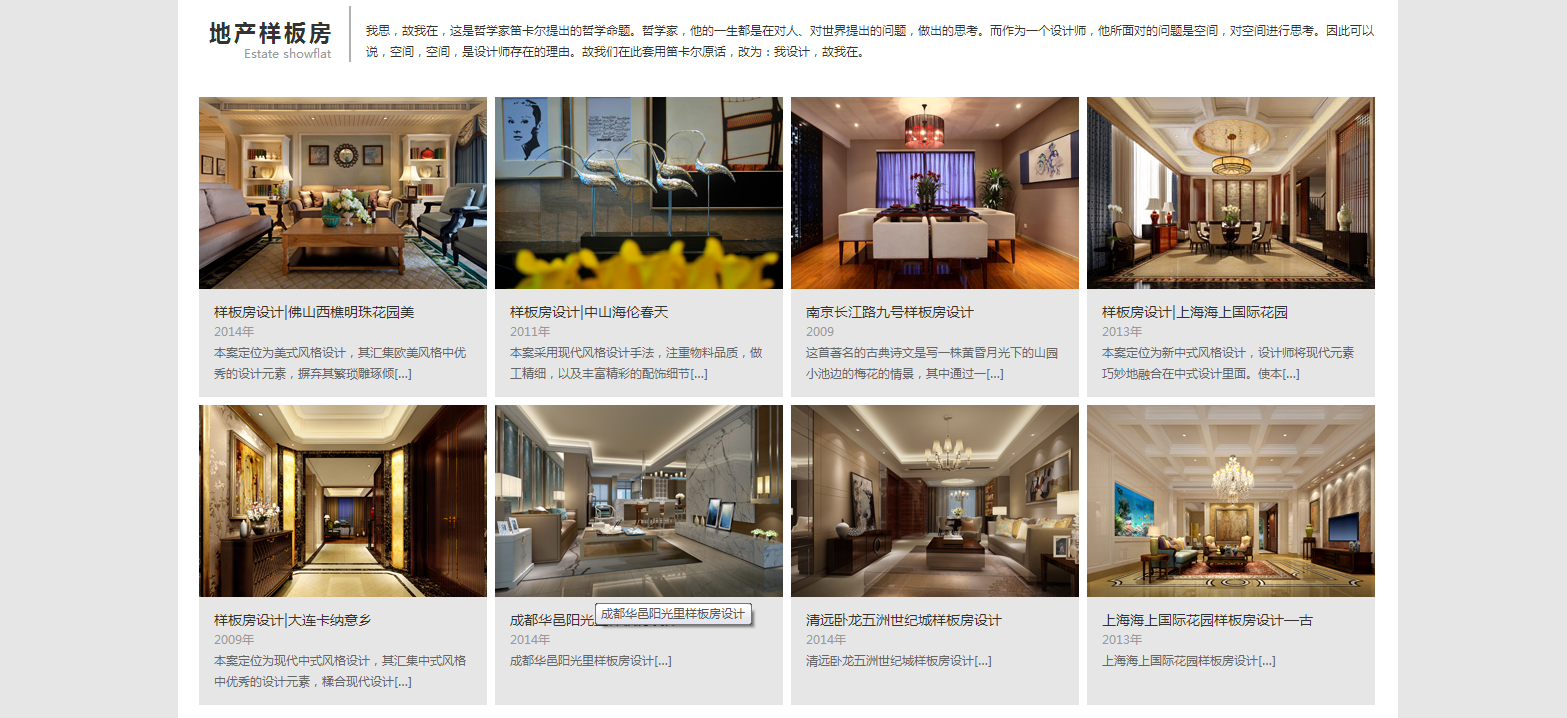 地产样板房
Estate showflat
我思，故我在，这是哲学家笛卡尔提出的哲学命题。哲学家，他的一生都是在对人、对世界提出的问题，做出的思考。而作为一个设计师，他所面对的问题是空间，对空间进行思考。因此可以
说，空间，空间，是设计师存在的理由。故我们在此套用笛卡尔原话，改为：我设计，故我在。
样板房设计|佛山西樵明珠花园美
2014年
本案定位为美式风格设计，其汇集欧美风格中优
秀的设计元素，摒弃其繁琐雕琢倾[...]
样板房设计|中山海伦春天
2011年
本案采用现代风格设计手法，注重物料品质，做
工精细，以及丰富精彩的配饰细节[...]
南京长江路九号样板房设计
2009
这首著名的古典诗文是写一株黄昏月光下的山园
小池边的梅花的情景，其中通过一[...]
样板房设计|上海海上国际花园
2013年
本案定位为新中式风格设计，设计师将现代元素
巧妙地融合在中式设计里面。使本[...]
样板房设计|大连卡纳意乡
2009年
本案定位为现代中式风格设计，其汇集中式风格
中优秀的设计元素，糅合现代设计[...]
成都华邑阳光里样板房设计
成都华邑阳光
2014年
成都华邑阳光里样板房设计[...]
清远卧龙五洲世纪城样板房设计
2014年
清远卧龙五洲世纪城样板房设计[...]
上海海上国际花园样板房设计—古
2013年
上海海上国际花园样板房设计[...]